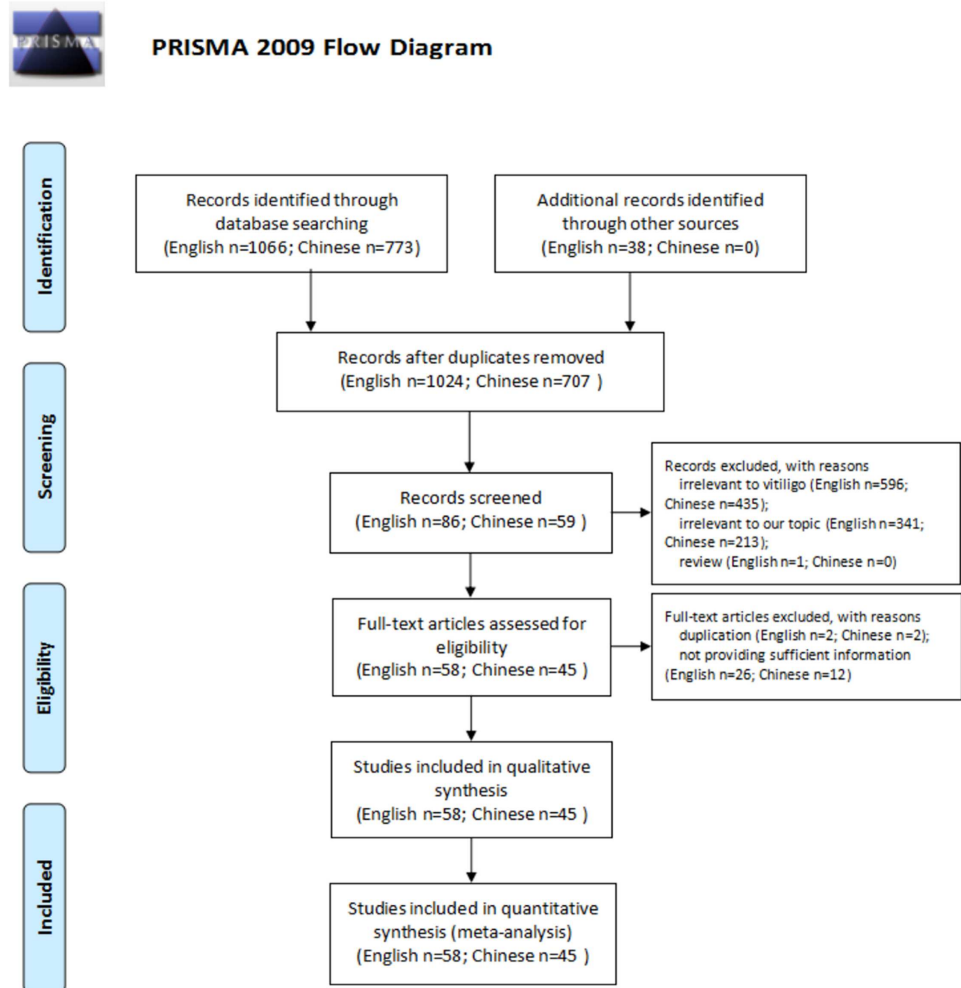 PRISMA
PRISMA 2009 Flow Diagram
Identification
Records identified through
database searching
(English n=1066; Chinese n=773)
Additional records identified
through other sources
(English n=38; Chinese n=0)
Records after duplicates removed
(English n=1024; Chinese n=707 )
Screening
Records screened
(English n=86; Chinese n=59 )
Records excluded, with reasons
irrelevant to vitiligo (English n=596;
Chinese n=435);
irrelevant to our topic (English n=341;
Chinese n=213);
review (English n=1; Chinese n=0)
Eligibility
Full-text articles assessed for
eligibility
(English n=58; Chinese n=45 )
Full-text articles excluded, with reasons
duplication (English n=2; Chinese n=2);
not providing sufficient information
(English n=26; Chinese n=12)
Studies included in qualitative
synthesis
(English n=58; Chinese n=45 )
Included
Studies included in quantitative
synthesis (meta-analysis)
(English n=58; Chinese n=45 )